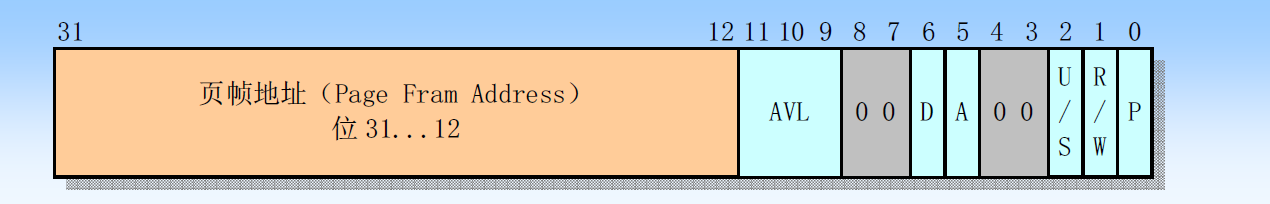 31 12 11 10 9 8 7 6 5 4 3 2 1 0
页帧地址（Page Fram Address）
位 31...12
AVL
0 0
D
A
0 0
U
/
S
R
/
W
P